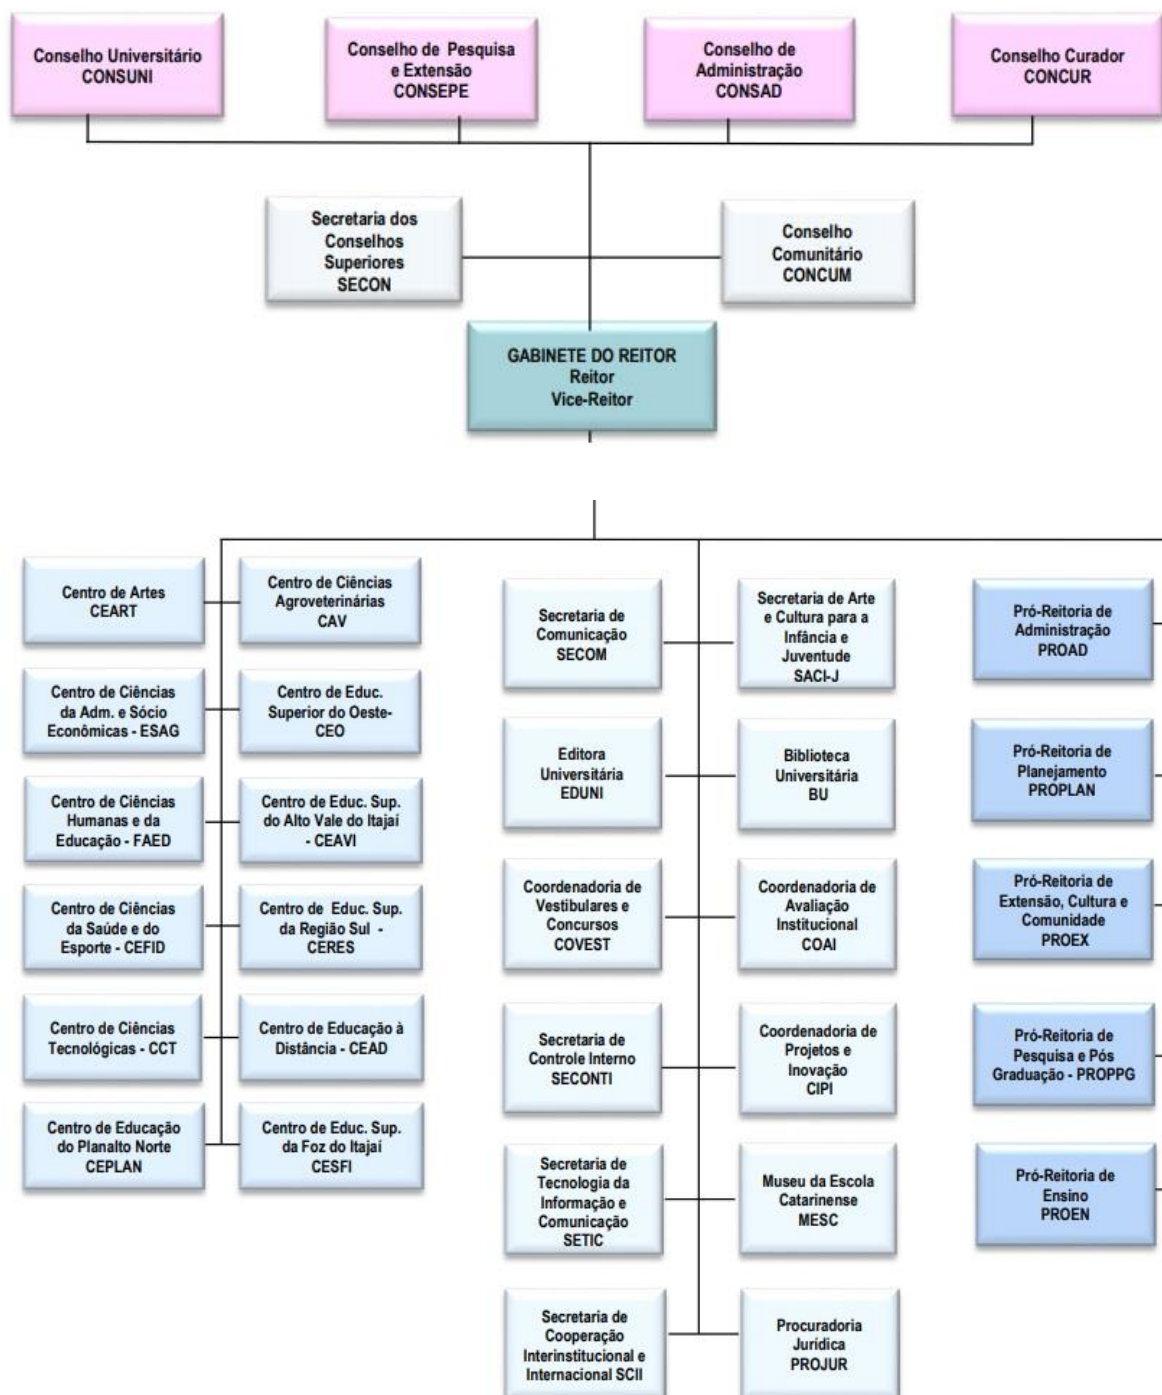 Conselho Universitário
CONSUNI
Conselho de Pesquisa
e Extensão
CONSEPE
Conselho de
Administração
CONSAD
Conselho Curador
CONCUR
Secretaria dos
Conselhos
Superiores
SECON
Conselho
Comunitário
CONCUM
GABINETE DO REITOR
Reitor
Vice-Reitor
Centro de Artes
CEART
Centro de Ciências
Agroveterinárias
CAV
Centro de Ciências
da Adm. e Sócio
Econômicas - ESAG
Centro de Educ.
Superior do Oeste-
CEO
Centro de Ciências
Humanas e da
Educação - FAED
Centro de Educ. Sup.
do Alto Vale do Itajaí
- CEAVI
Centro de Ciências
da Saúde e do
Esporte - CEFID
Centro de Educ. Sup.
da Região Sul -
CERES
Centro de Ciências
Tecnológicas - CCT
Centro de Educação à
Distância - CEAD
Centro de Educação
do Planalto Norte
CEPLAN
Centro de Educ. Sup.
da Foz do Itajaí
CESFI
Secretaria de
Comunicação
SECOM
Secretaria de Arte
e Cultura para a
Infância e
Juventude
SACI-J
Editora
Universitária
EDUNI
Biblioteca
Universitária
BU
Coordenadoria de
Vestibulares e
Concursos
COVEST
Coordenadoria de
Avaliação
Institucional
COAI
Secretaria de
Controle Interno
SECONTI
Coordenadoria de
Projetos e
Inovação
CIPI
Secretaria de
Tecnologia da
Informação e
Comunicação
SETIC
Museu da Escola
Catarinense
MESC
Secretaria de
Cooperação
Interinstitucional e
Internacional SCII
Procuradoria
Jurídica
PROJUR
Pró-Reitoria de
Administração
PROAD
Pró-Reitoria de
Planejamento
PROPLAN
Pró-Reitoria de
Extensão, Cultura e
Comunidade
PROEX
Pró-Reitoria de
Pesquisa e Pós
Graduação - PROPPG
Pró-Reitoria de
Ensino
PROEN